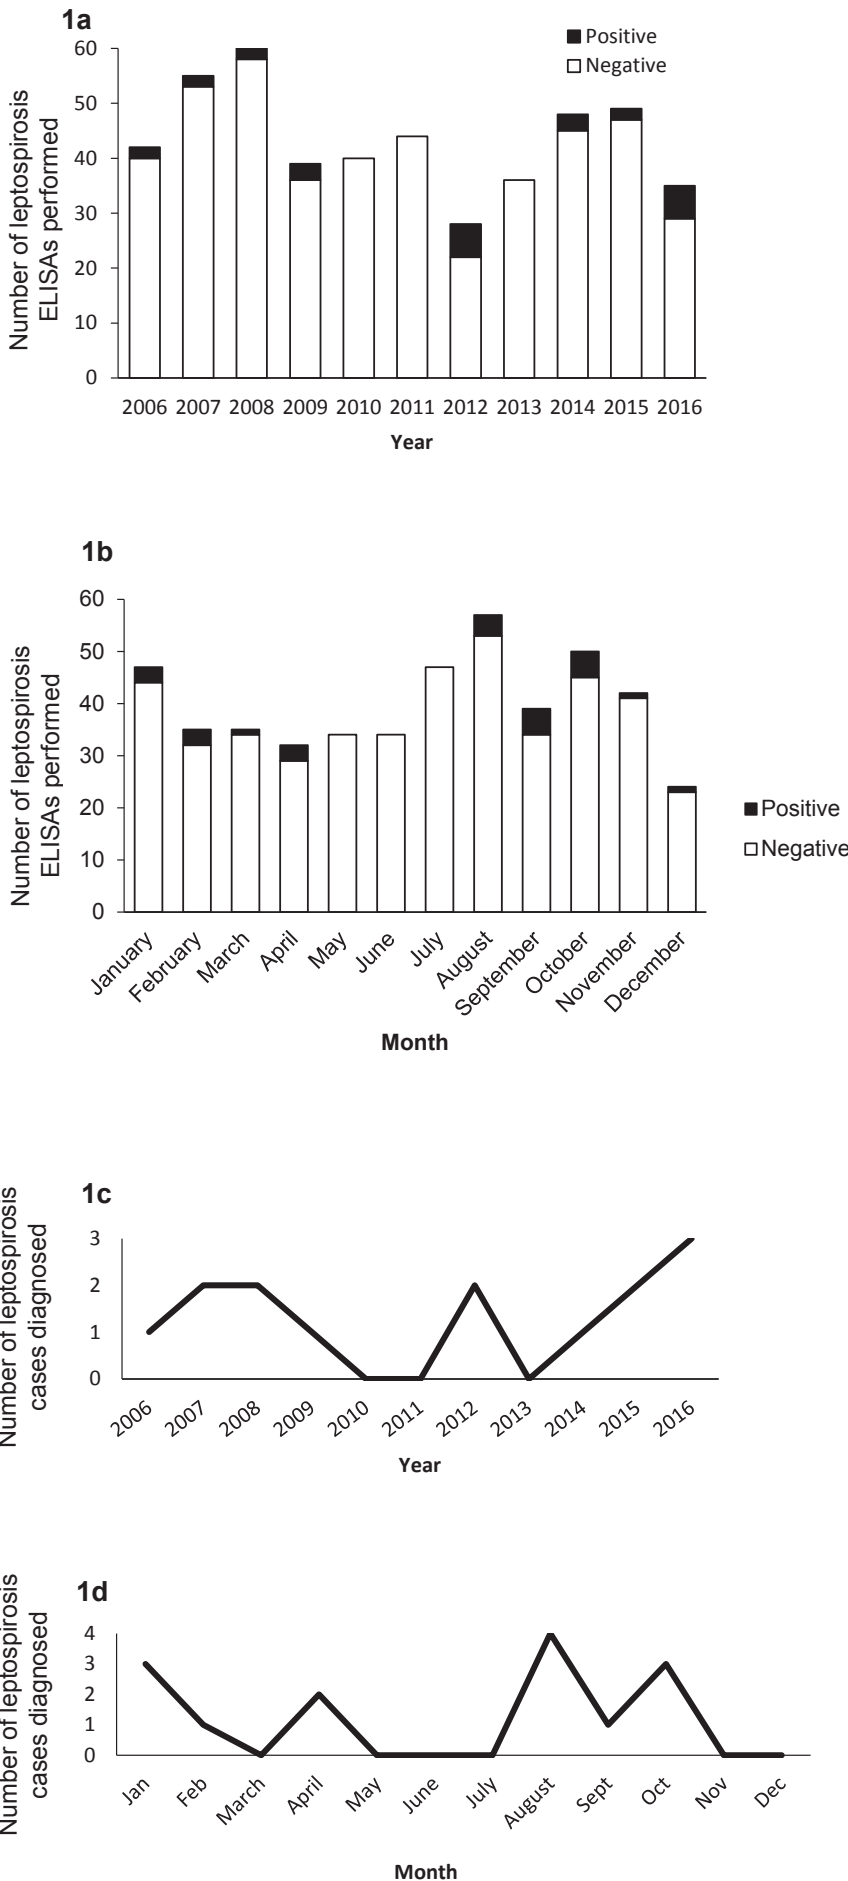 1a
Positive
Negative
Number of leptospirosis
ELISAs performed
60
50
40
30
20
10
0
2006 2007 2008 2009 2010 2011 2012 2013 2014 2015 2016
Year
1b
Number of leptospirosis
ELISAs performed
60
50
40
30
20
10
0
Positive
Negative
January February March April May June July August September October November December
Month
1c
Number of leptospirosis
cases diagnosed
3
2
1
0
2006 2007 2008 2009 2010 2011 2012 2013 2014 2015 2016
Year
1d
Number of leptospirosis
cases diagnosed
4
3
2
1
0
Jan Feb March April May June July August Sept Oct Nov Dec
Month